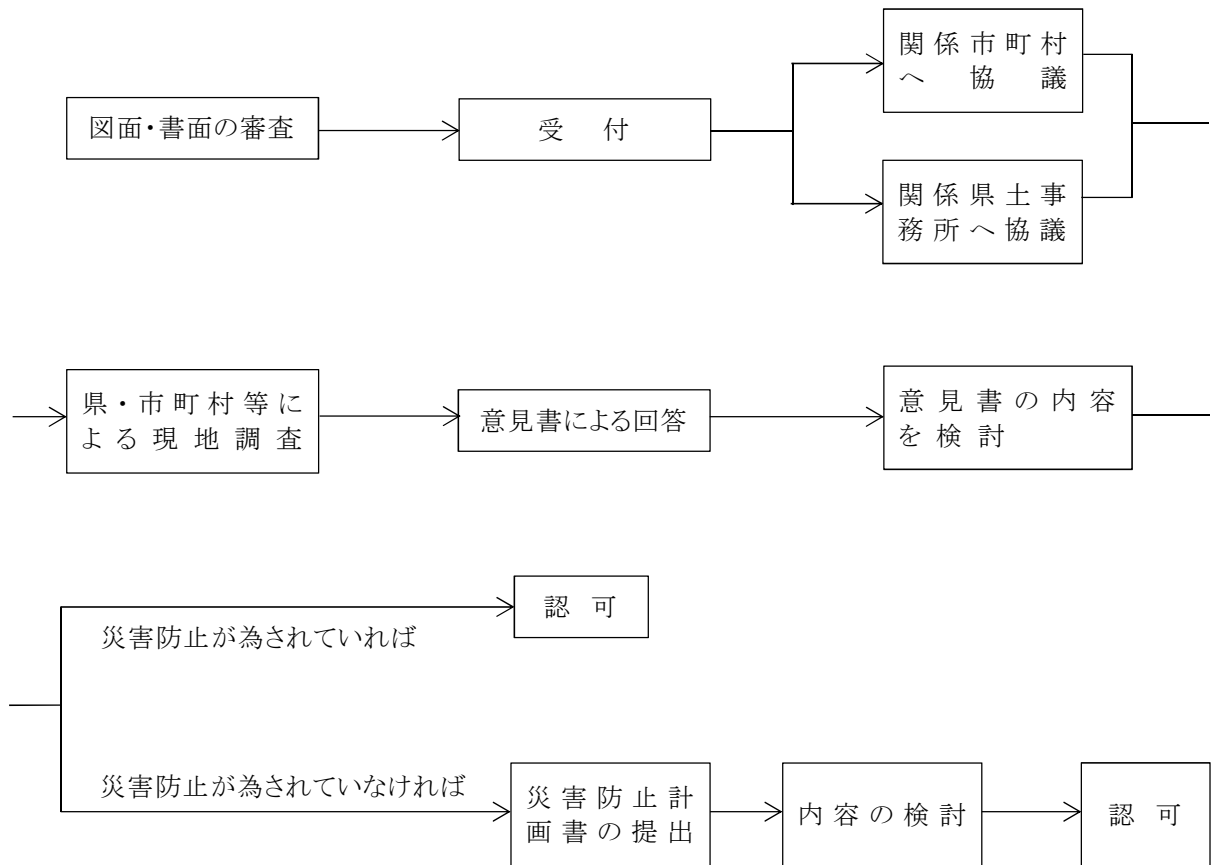 関係市町村
へ協議
図面・書面の審査
受付
関係県土事
務所へ協議
県・市町村等に
よる現地調査
意見書による回答
意見書の内容
を検討
認可
災害防止が為されていれば
災害防止が為されていなければ
災害防止計
画書の提出
内容の検討
認可